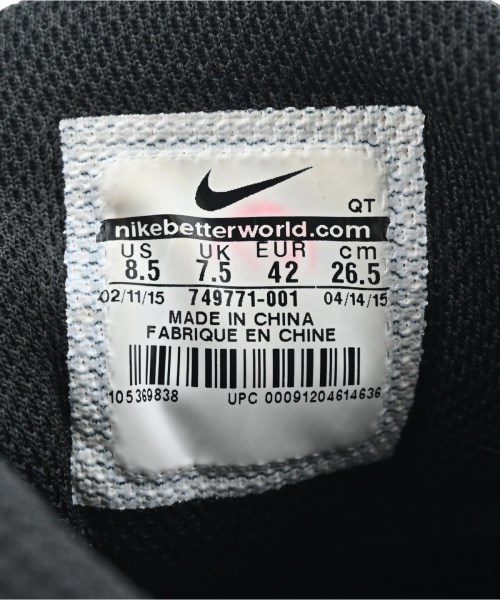 QT
nikebetterworld.com
US UK EUR cm
8.5 7.5 42 26.5
02/11/15 749771-001 04/14/15
MADE IN CHINA
FABRIQUE EN CHINE
105369838 UPC 00091204614636